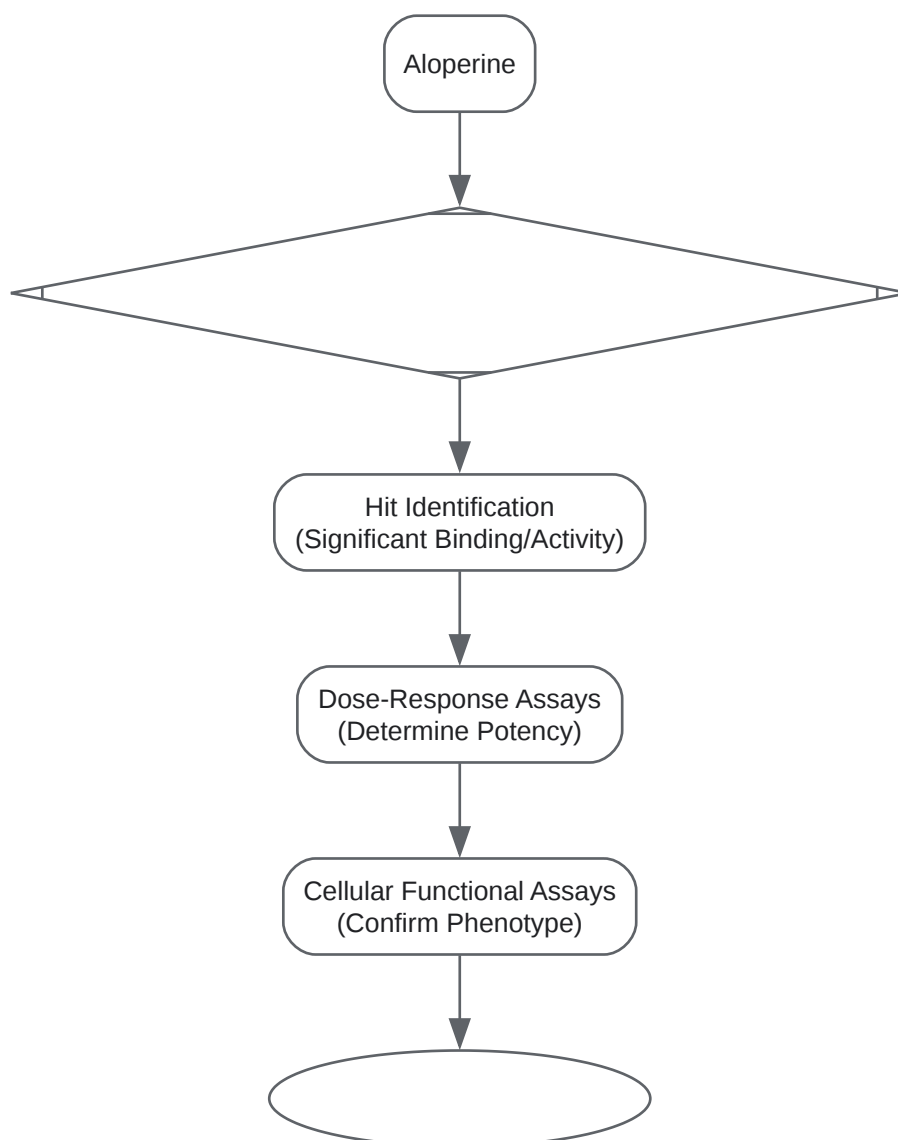 Aloperine
Hit Identification
(Significant Binding/Activity)
Dose-Response Assays
(Determine Potency)
Cellular Functional Assays
(Confirm Phenotype)